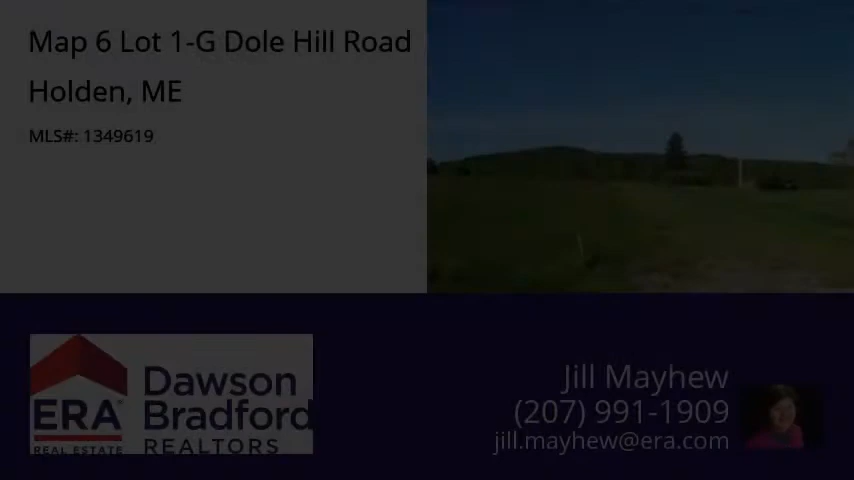 Map 6 Lot 1-G Dole Hill Road
Holden, ME
MLS#: 1349619
ERA
REAL ESTATE
Dawson
Bradford
REALTORS
Jill Mayhew
(207) 991-1909
jill.mayhew@era.com